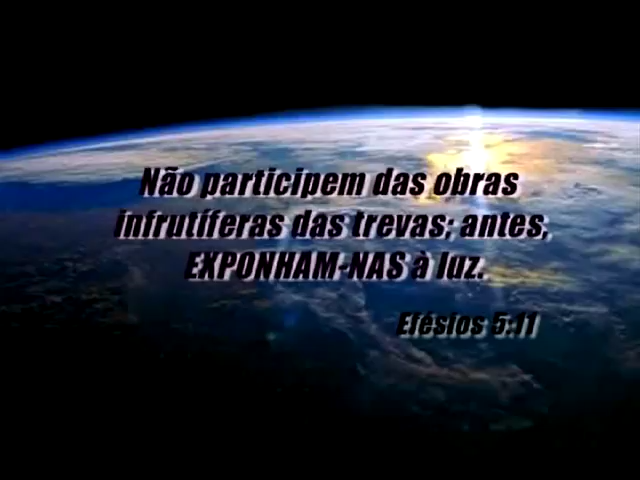 Não participem das obras
infrutíferas das trevas; antes,
EXPONHAM-NAS à luz.
Efésios 5:11